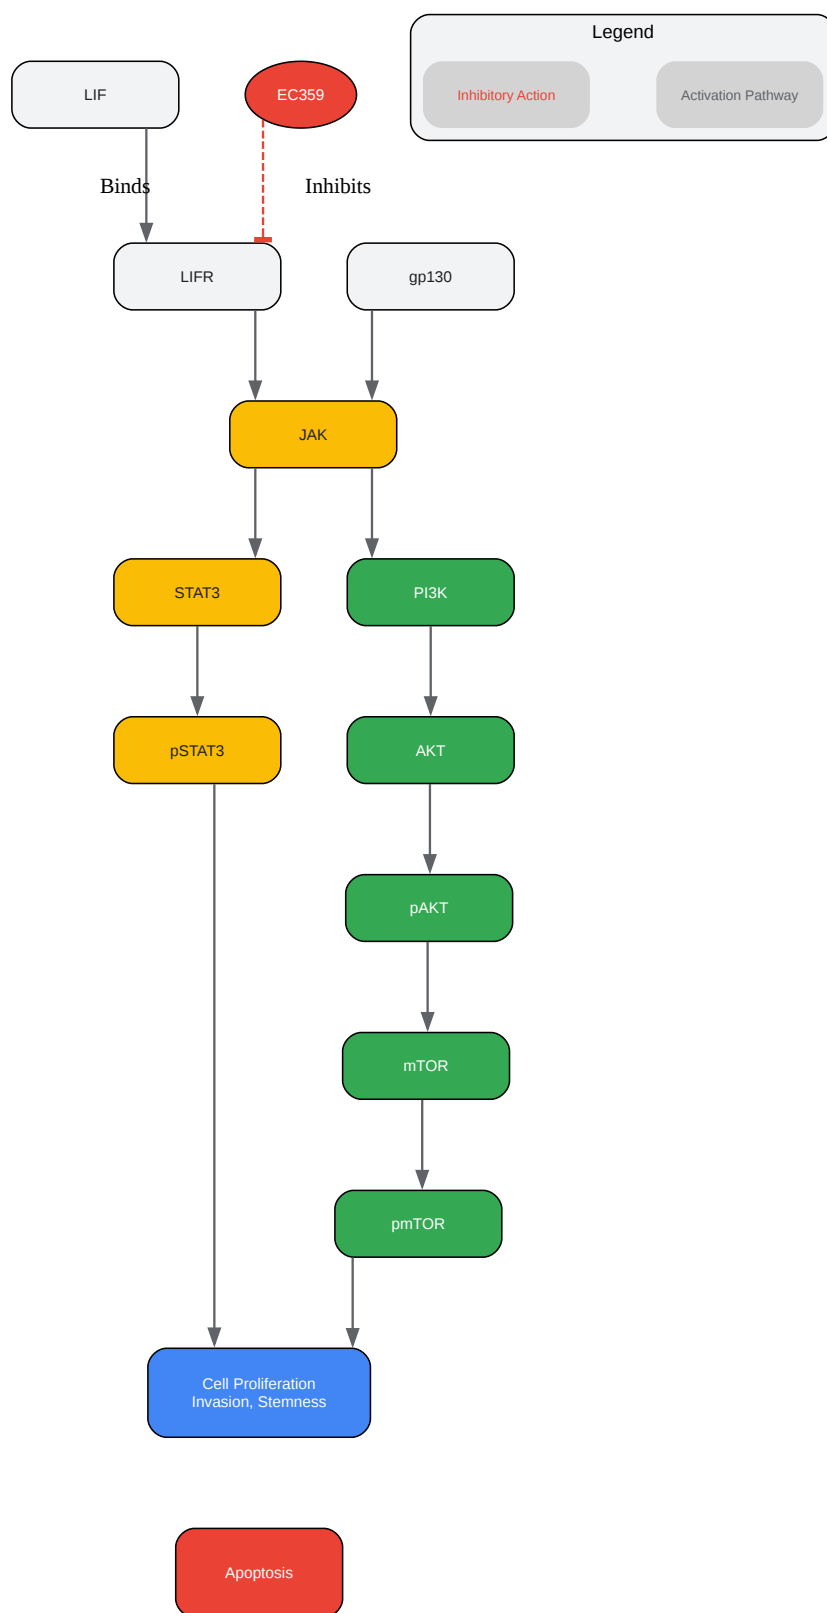 Legend
LIF
EC359
Inhibitory Action
Activation Pathway
Binds
Inhibits
LIFR
gp130
JAK
STAT3
PI3K
pSTAT3
AKT
pAKT
mTOR
pmTOR
Cell Proliferation
Invasion, Stemness
Apoptosis